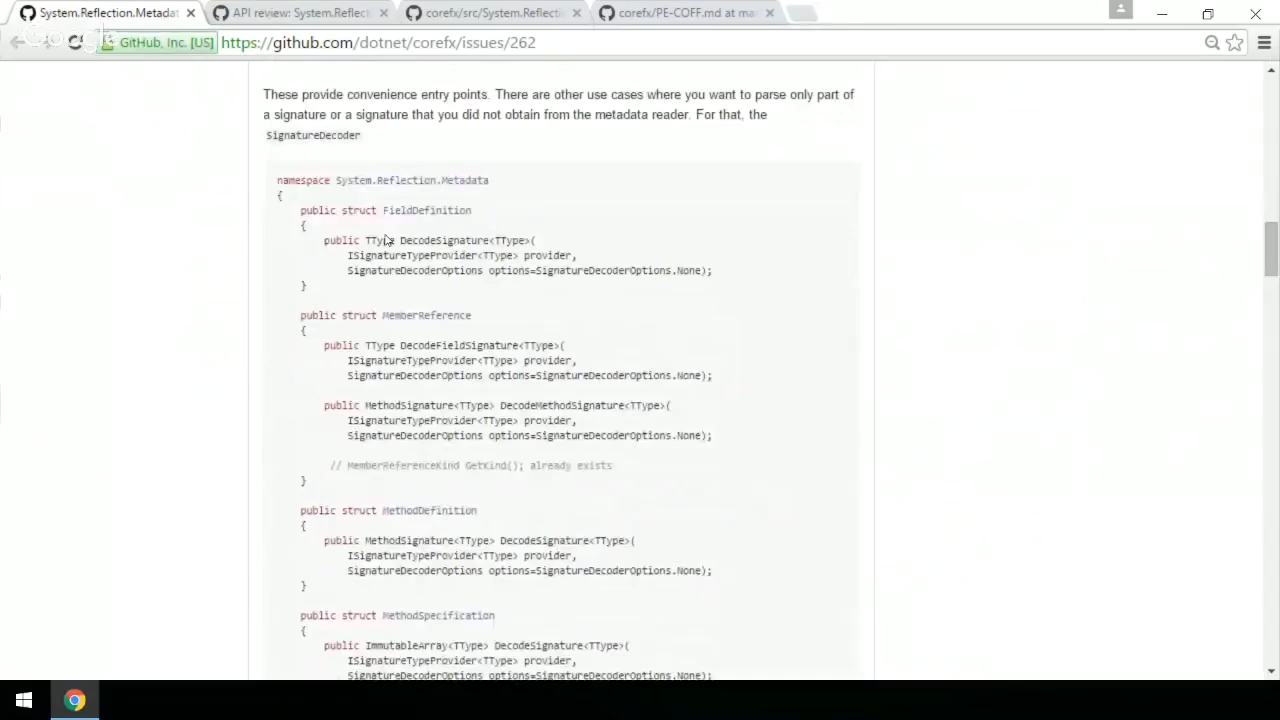 System.Reflection.Metadat
API review: System.Reflect
corefx/src/System.Reflecti
corefx/PE-COFF.md at ma
GitHub, Inc. [US]
https://github.com/dotnet/corefx/issues/262
These provide convenience entry points. There are other use cases where you want to parse only part of
a signature or a signature that you did not obtain from the metadata reader. For that, the
SignatureDecoder
namespace System.Reflection.Metadata
{
public struct FieldDefinition
{
public TType DecodeSignature<TType>(
ISignatureTypeProvider<TType> provider,
SignatureDecoderOptions options=SignatureDecoderOptions.None);
}
public struct MemberReference
{
public TType DecodeFieldSignature<TType>(
ISignatureTypeProvider<TType> provider,
SignatureDecoderOptions options=SignatureDecoderOptions.None);
public MethodSignature<TType> DecodeMethodSignature<TType>(
ISignatureTypeProvider<TType> provider,
SignatureDecoderOptions options=SignatureDecoderOptions.None);
// MemberReferenceKind GetKind(); already exists
}
public struct MethodDefinition
{
public MethodSignature<TType> DecodeSignature<TType>(
ISignatureTypeProvider<TType> provider,
SignatureDecoderOptions options=SignatureDecoderOptions.None);
}
public struct MethodSpecification
{
public ImmutableArray<TType> DecodeSignature<TType>(
ISignatureTypeProvider<TType> provider,
SignatureDecoderOptions options=SignatureDecoderOptions.None);